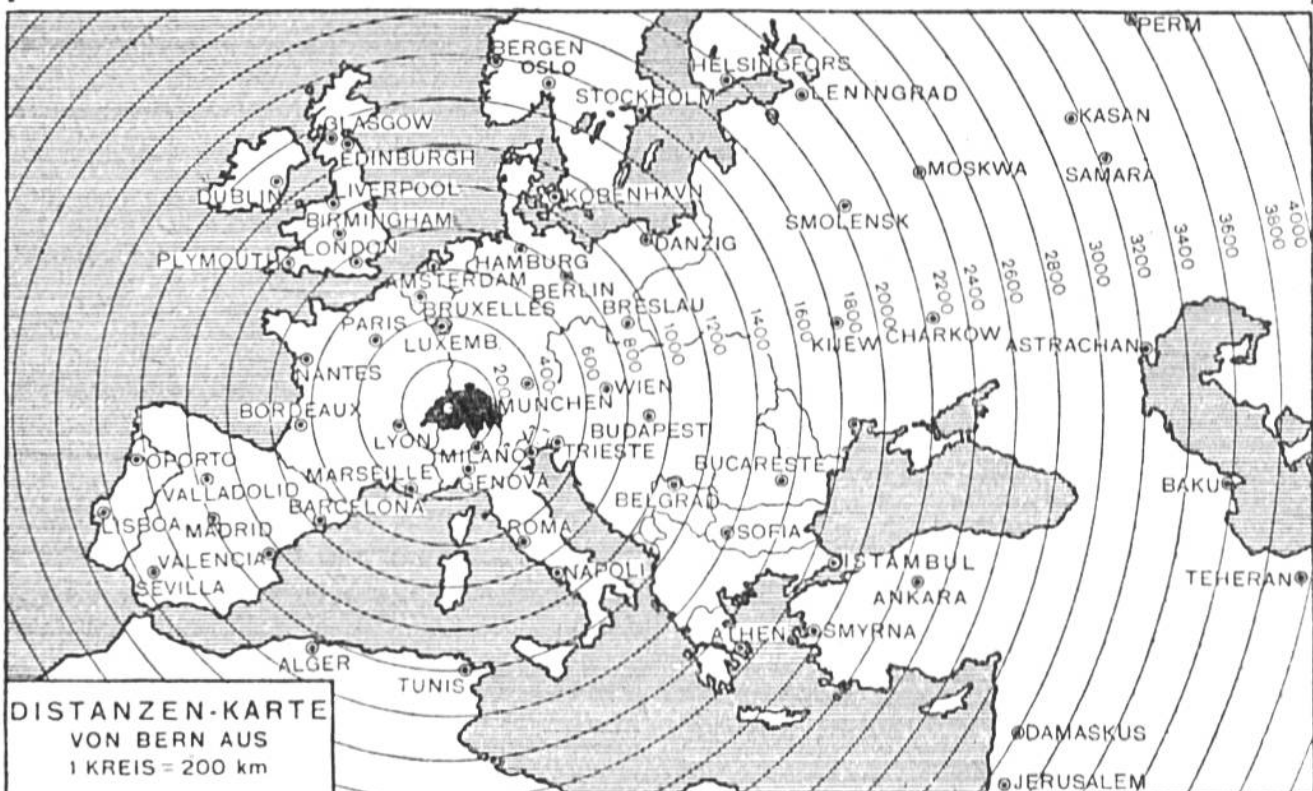 PERM
BERGEN
OSLO
HELSINGFORS
STOCKHOLM
LENINGRAD
KASAN
GLASGOW
EDINBURGH
MOSKWA
SAMARA
DUBLIN
LIVERPOOL
KÖBENHAVN
BIRMINGHAM
SMOLENSK
LONDON
DANZIG
PLYMOUTH
HAMBURG
AMSTERDAM
BERLIN
BRUXELLES
BRESLAU
PARIS
LUXEMB.
KIJEW
CHARKOW
ASTRACHAN
200
400
600
800
1000
1200
1400
1600
1800
2000
2200
2400
2600
2800
3000
3200
3400
3600
3800
4000
NANTES
WIEN
MÜNCHEN
BORDEAUX
LYON
BUDAPEST
MILANO
TRIESTE
OPORTO
MARSEILLE
GENOVA
BUCARESTE
VALLADOLID
BELGRAD
BAKU
LISBOA
MADRID
BARCELONA
ROMA
SOFIA
VALENCIA
SEVILLA
NAPOLI
ISTAMBUL
ANKARA
TEHERAN
ATHEN
SMYRNA
ALGER
TUNIS
DISTANZEN-KARTE
VON BERN AUS
1 KREIS = 200 km
DAMASKUS
JERUSALEM